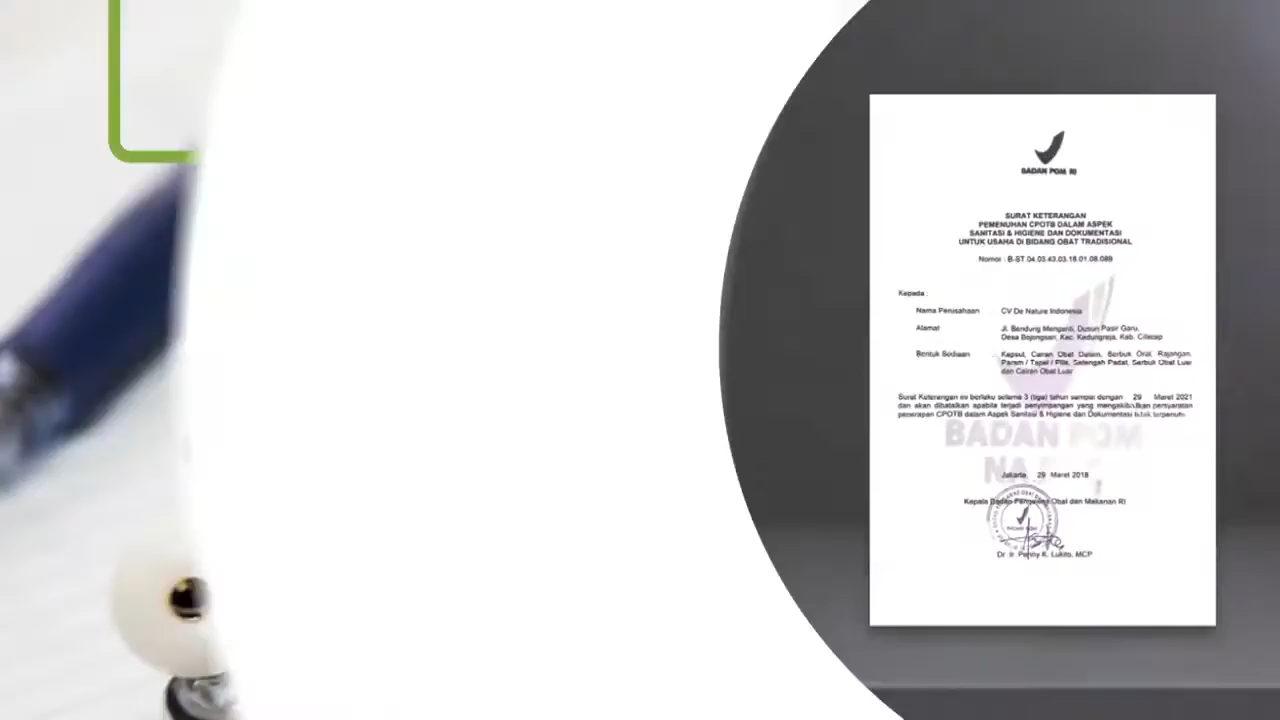 BADAN POM RI
SURAT KETERANGAN
PEMENUHAN CPOTB DALAM ASPEK
SANITASI & HIGIENE DAN DOKUMENTASI
UNTUK USAHA DI BIDANG OBAT TRADISIONAL
Nomor : B-ST.04.03.43.03.18.01.08.089
Kepada :
Nama Perusahaan CV De Nature Indonesia
Alamat Jl. Bendung Menganti, Dusun Pasir Garu,
Desa Bojongsari, Kec. Kedungreja, Kab. Cilacap
Bentuk Sediaan : Kapsul, Cairan Obat Dalam, Serbuk Oral, Rajangan,
Param / Tapel / Pilis, Setengah Padat, Serbuk Obat Luar
dan Cairan Obat Luar
Surat Keterangan ini berlaku selama 3 (tiga) tahun sampai dengan 29 Maret 2021
dan akan dibatalkan apabila terjadi penyimpangan yang mengakibatkan persyaratan
penerapan CPOTB dalam Aspek Sanitasi & Higiene dan Dokumentasi tidak terpenuhi.
BADAN POM
Jakarta, 29 Maret 2018
Kepala Badan Pengawas Obat dan Makanan RI
Dr. Ir. Penny K. Lukito, MCP